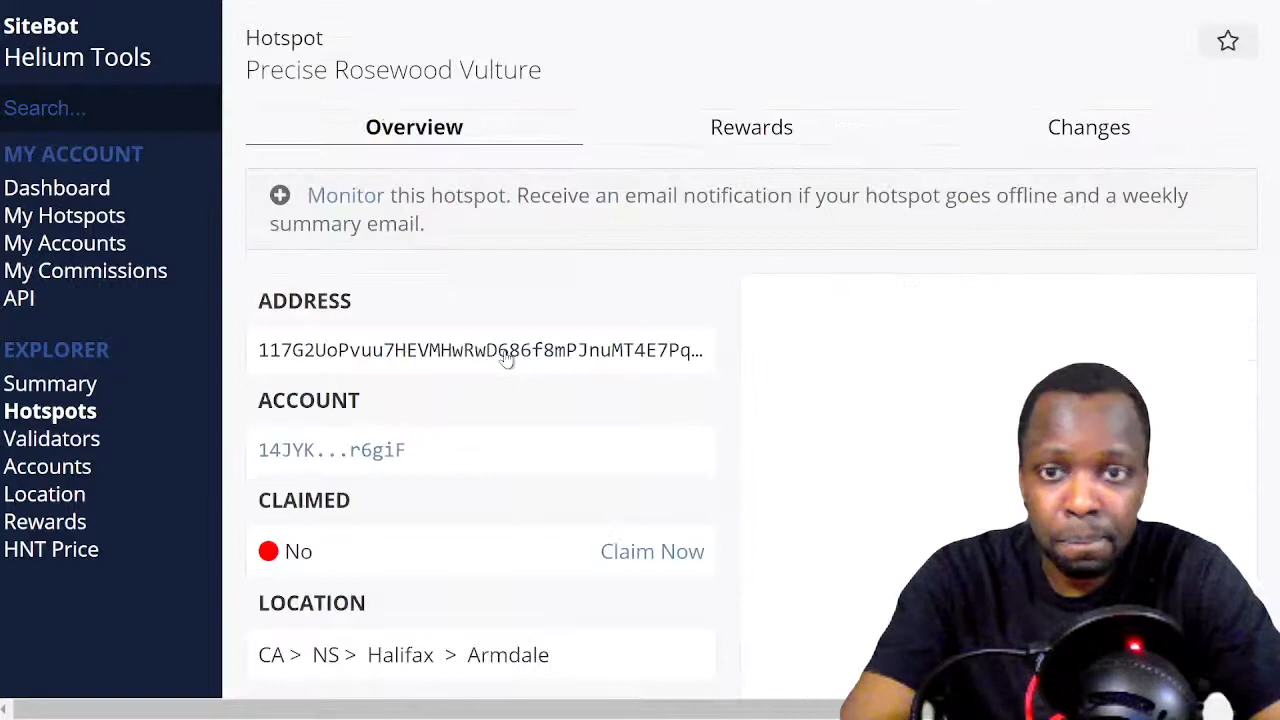 SiteBot
Helium Tools
Search...
MY ACCOUNT
Dashboard
My Hotspots
My Accounts
My Commissions
API
EXPLORER
Summary
Hotspots
Validators
Accounts
Location
Rewards
HNT Price
Hotspot
Precise Rosewood Vulture
Overview
Rewards
Changes
Monitor this hotspot. Receive an email notification if your hotspot goes offline and a weekly
summary email.
ADDRESS
117G2UoPvuu7HEVMHwRwD686f8mPJnuMT4E7Pq...
ACCOUNT
14JYK...r6giF
CLAIMED
No
Claim Now
LOCATION
CA > NS > Halifax > Armdale